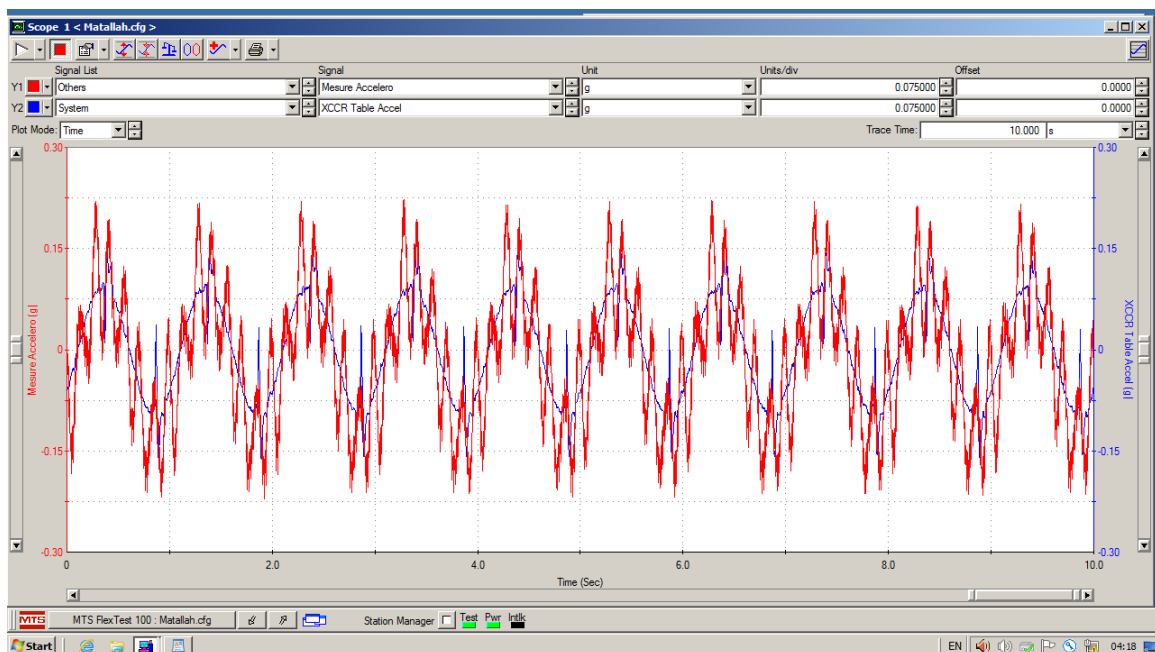 Scope 1 < Matallah.cfg >
Signal List Signal Unit Units/div Offset
Y1 Others Mesure Accelero g 0.075000 0.0000
Y2 System XCCR Table Accel g 0.075000 0.0000
Plot Mode: Time Trace Time: 10.000 s
0.30 0.30
0.15 0.15
0 0
Mesure Accelero [g] XCCR Table Accel [g]
-0.15 -0.15
-0.30 -0.30
0 2.0 4.0 6.0 8.0 10.0
Time (Sec)
MTS MTS FlexTest 100 : Matallah.cfg Station Manager Test Pwr Intlk
Start EN 04:18